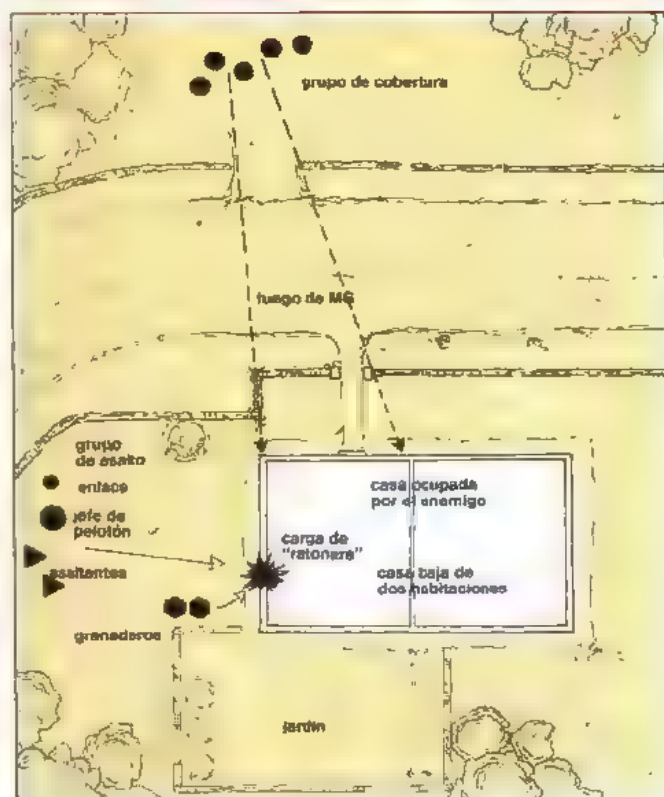 grupo de cobertura
fuego de MG
grupo
de asalto
enlace
jefe de
pelotón
asaltantes
granaderos
casa ocupada
por el enemigo
carga de
"ratonera"
casa baja de
dos habitaciones
jardín